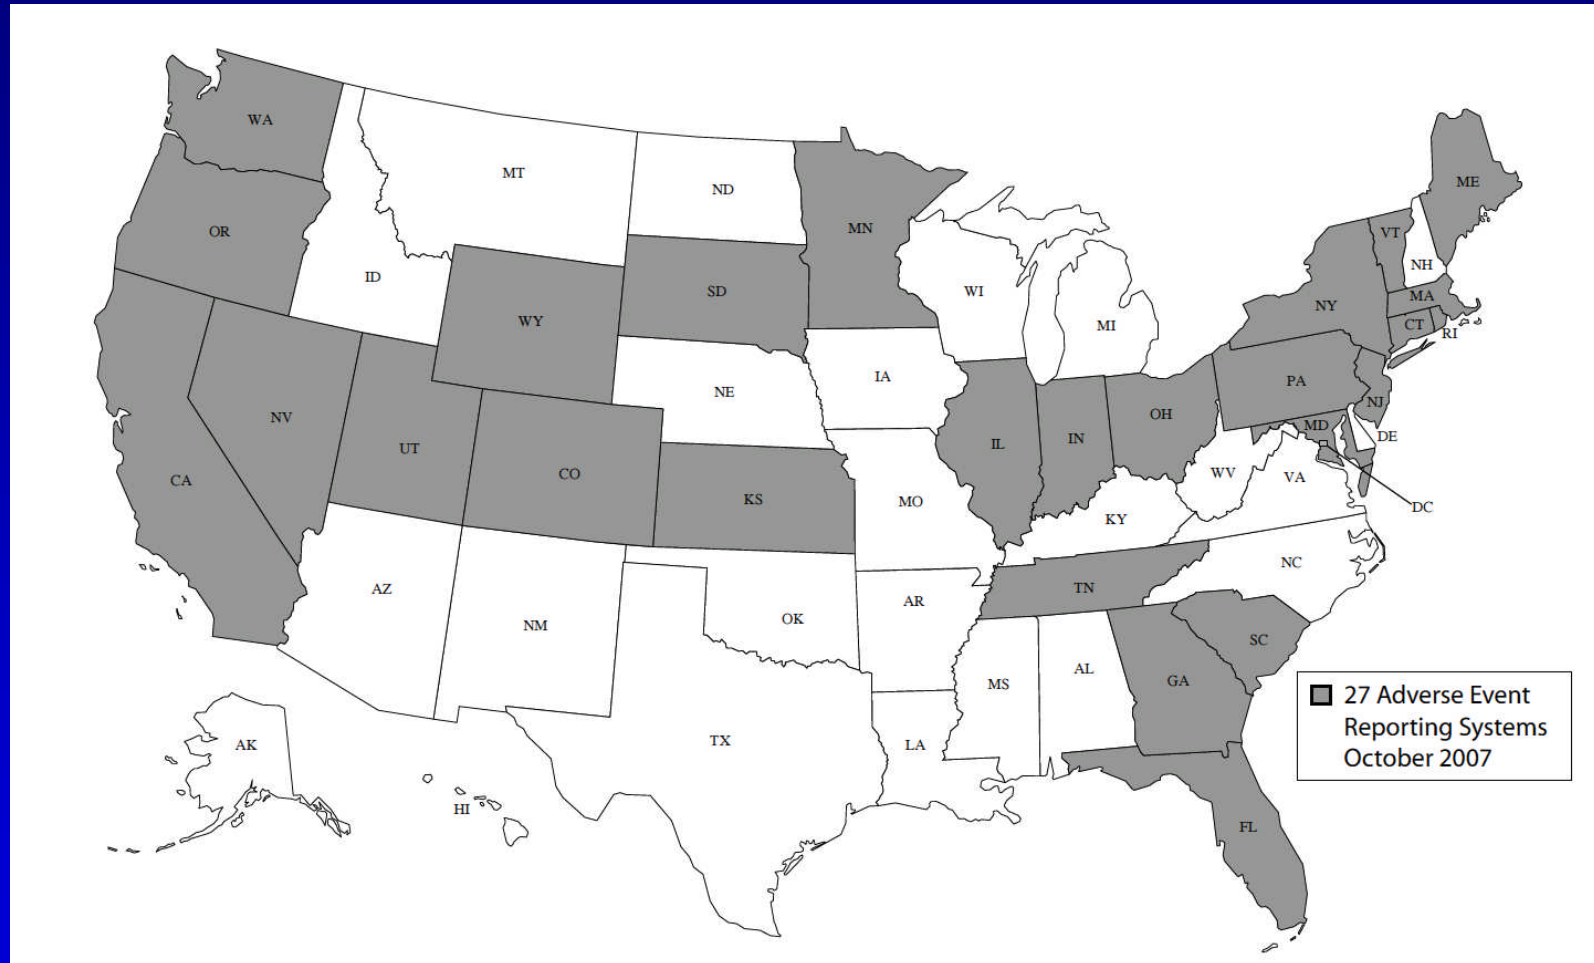 WA
ME
MT
ND
VT
MN
OR
NH
ID
SD
WI
MA
NY
WY
MI
CT
RI
IA
PA
NE
NJ
OH
NV
MD
DE
IN
IL
UT
CO
WV
VA
CA
KS
MO
DC
KY
NC
AZ
TN
AR
OK
NM
SC
AL
GA
MS
27 Adverse Event
Reporting Systems
October 2007
TX
LA
AK
HI
FL